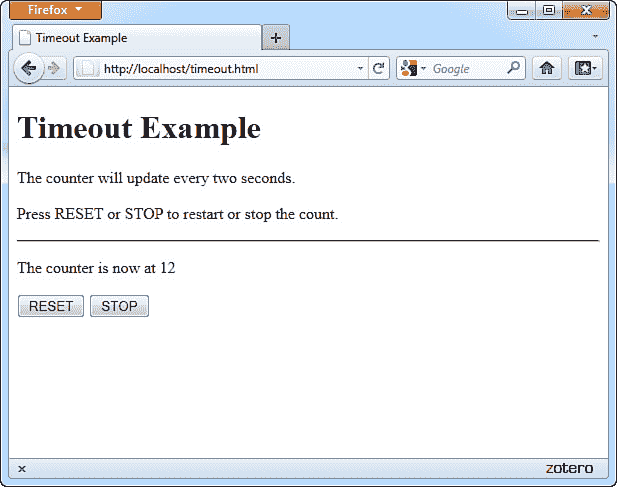 Firefox
Timeout Example
http://localhost/timeout.html
Google
Timeout Example
The counter will update every two seconds.
Press RESET or STOP to restart or stop the count.
The counter is now at 12
RESET STOP
x zotero